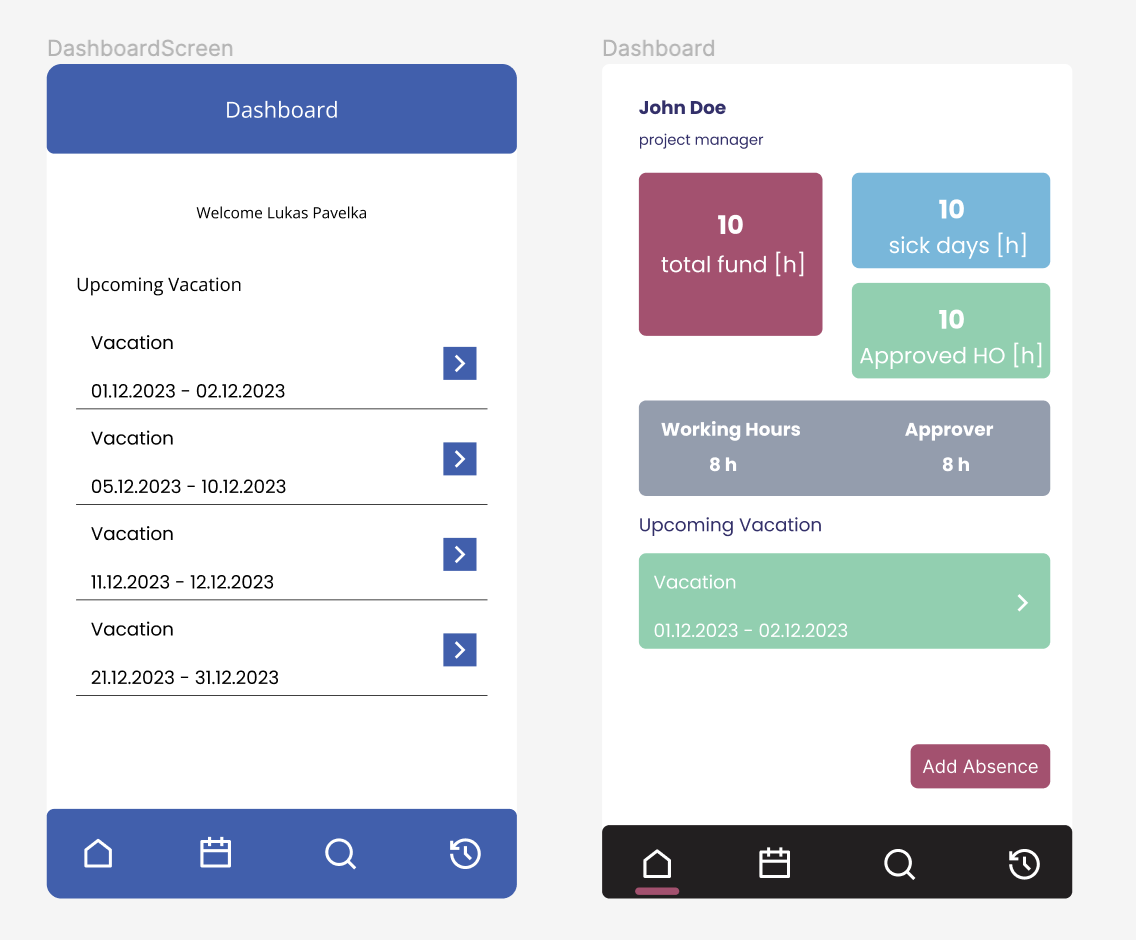 DashboardScreen
Dashboard
Welcome Lukas Pavelka
Upcoming Vacation
Vacation
01.12.2023 - 02.12.2023
Vacation
05.12.2023 - 10.12.2023
Vacation
11.12.2023 - 12.12.2023
Vacation
21.12.2023 - 31.12.2023
Dashboard
John Doe
project manager
10
total fund [h]
10
sick days [h]
10
Approved HO [h]
Working Hours
8 h
Approver
8 h
Upcoming Vacation
Vacation
01.12.2023 - 02.12.2023
Add Absence